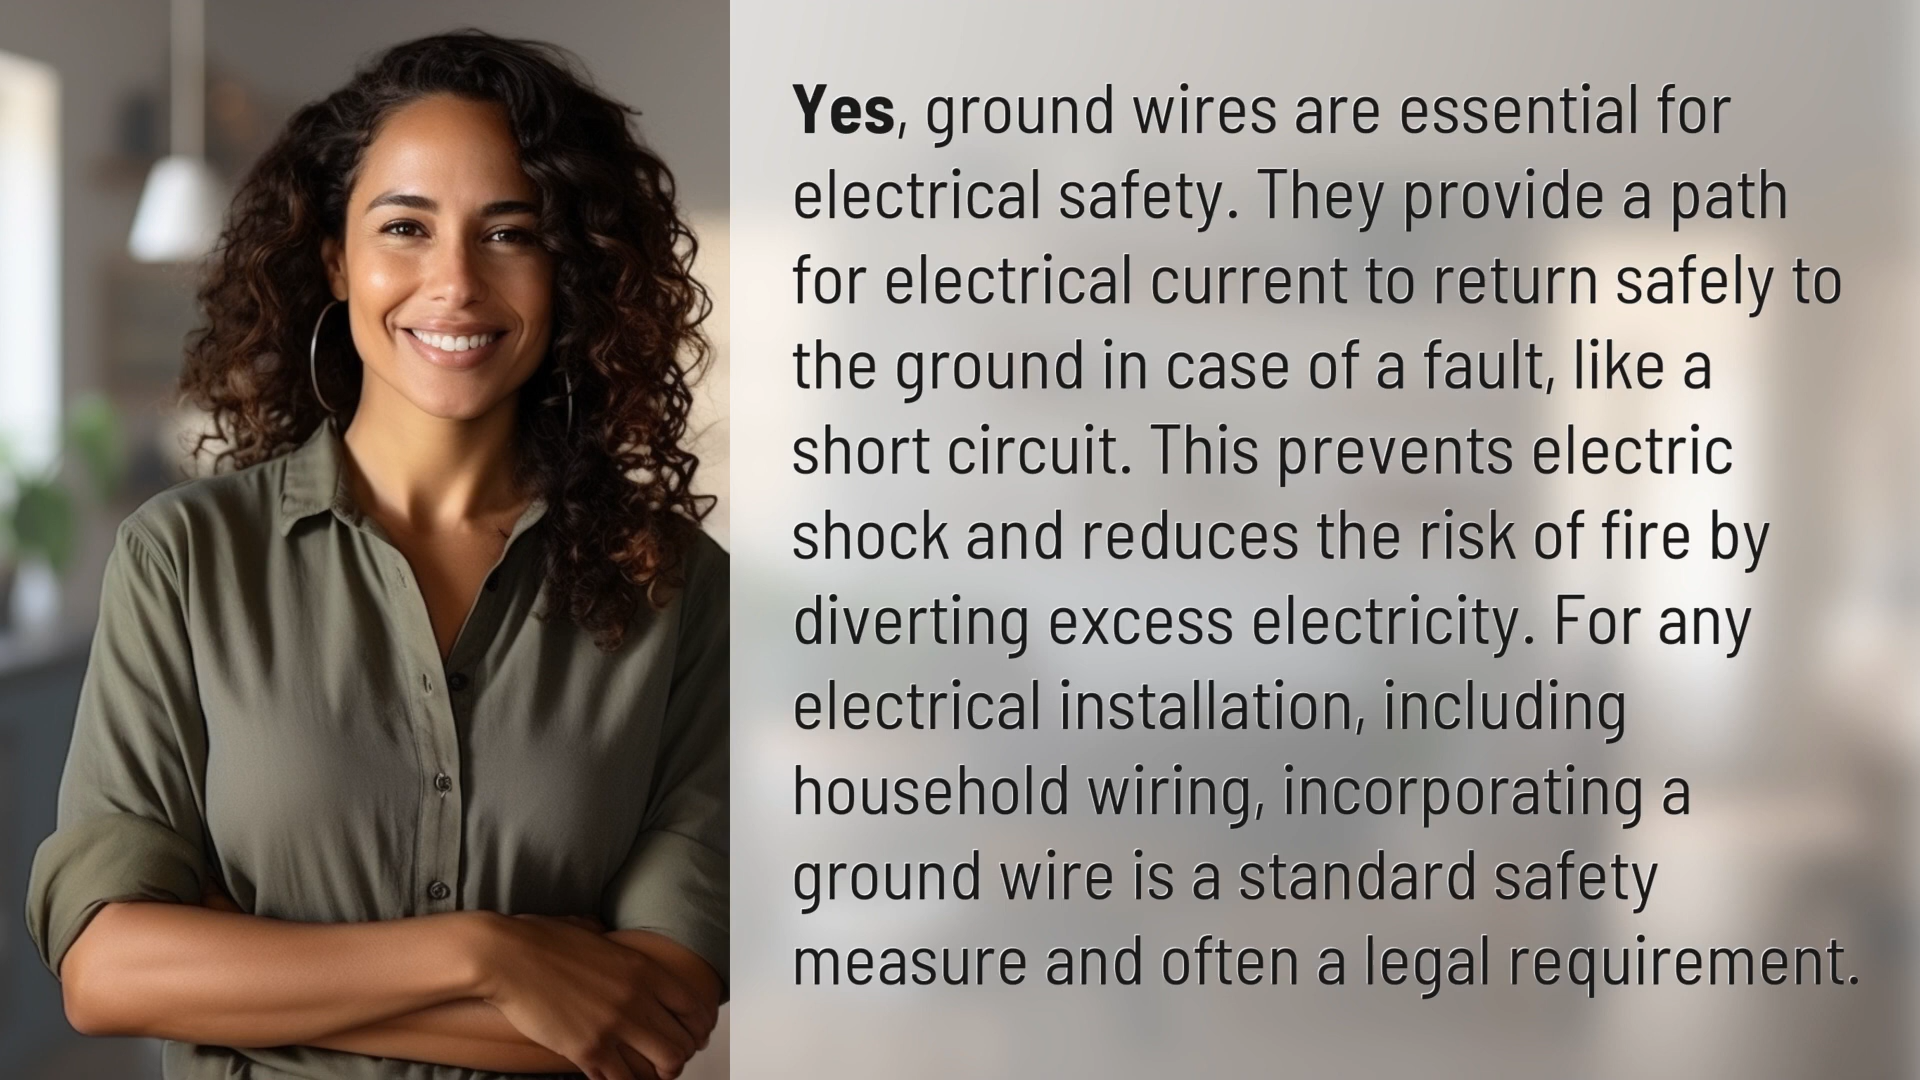 Yes, ground wires are essential for
electrical safety. They provide a path
for electrical current to return safely to
the ground in case of a fault, like a
short circuit. This prevents electric
shock and reduces the risk of fire by
diverting excess electricity. For any
electrical installation, including
household wiring, incorporating a
ground wire is a standard safety
measure and often a legal requirement.